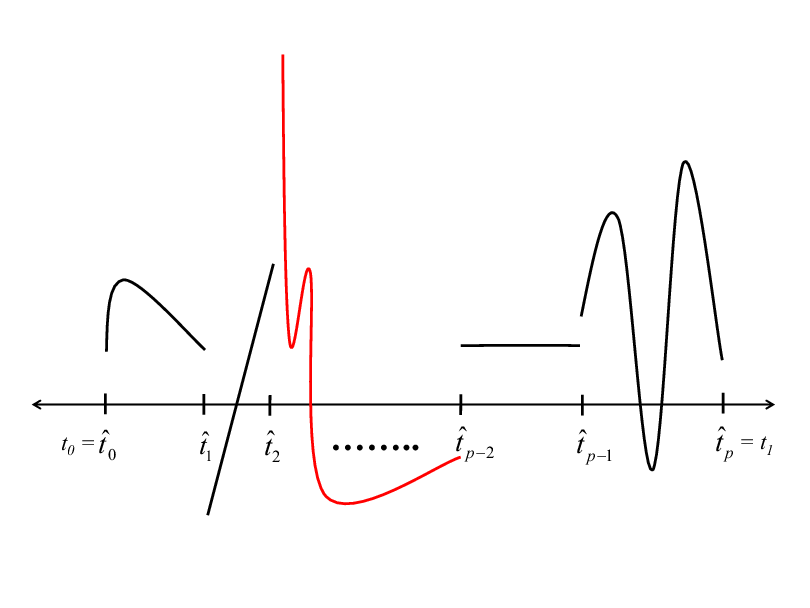 t₀ = t̂₀ t̂₁ t̂₂ ........ t̂ₚ₋₂ t̂ₚ₋₁ t̂ₚ = t₁